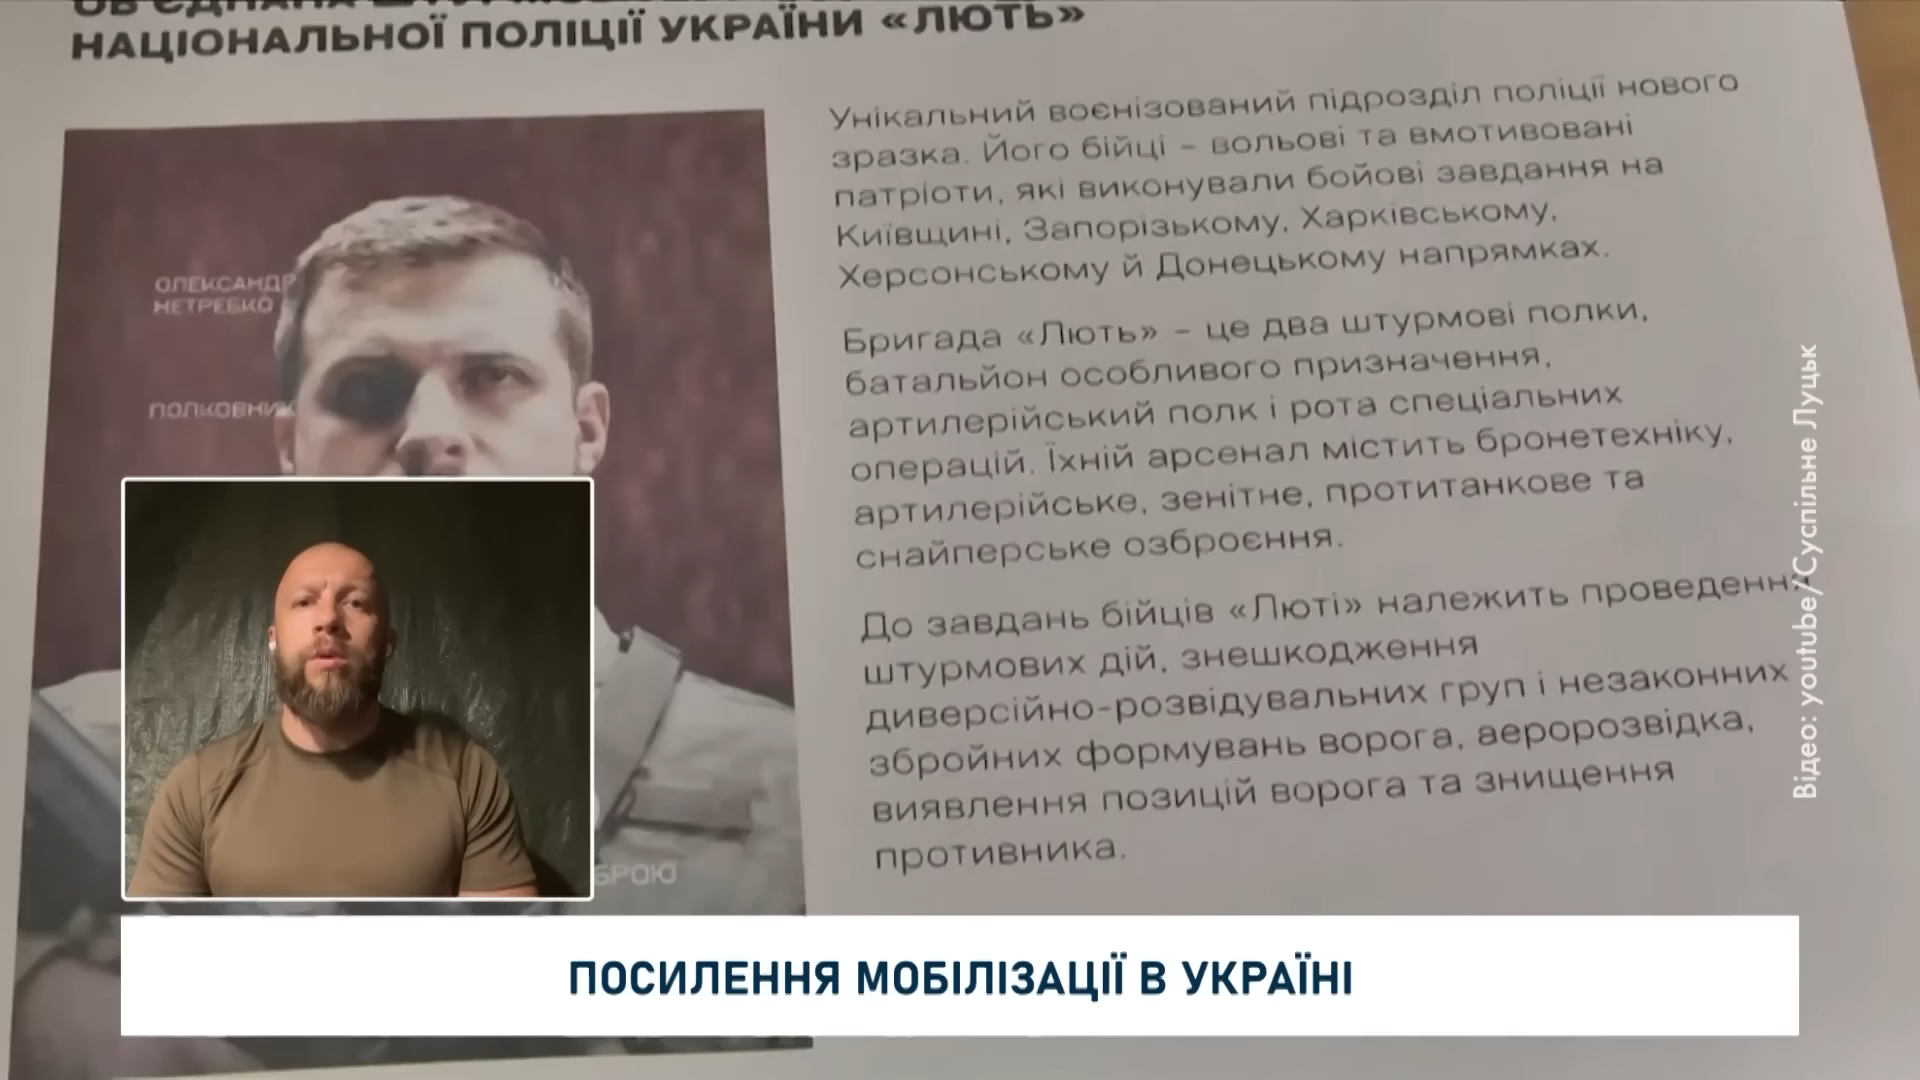 НАЦІОНАЛЬНОЇ ПОЛІЦІЇ УКРАЇНИ «ЛЮТЬ»
ОЛЕКСАНДР
НЕТРЕБКО
ПОЛКОВНИК
Унікальний воєнізований підрозділ поліції нового
зразка. Його бійці – вольові та вмотивовані
патріоти, які виконували бойові завдання на
Київщині, Запорізькому, Харківському,
Херсонському й Донецькому напрямках.
Бригада «Лють» – це два штурмові полки,
батальйон особливого призначення,
артилерійський полк і рота спеціальних
операцій. Їхній арсенал містить бронетехніку,
артилерійське, зенітне, протитанкове та
снайперське озброєння.
До завдань бійців «Люті» належить проведення
штурмових дій, знешкодження
диверсійно-розвідувальних груп і незаконних
збройних формувань ворога, аеророзвідка,
виявлення позицій ворога та знищення
противника.
БРОЮ
Відео: youtube/Суспільне Луцьк
ПОСИЛЕННЯ МОБІЛІЗАЦІЇ В УКРАЇНІ